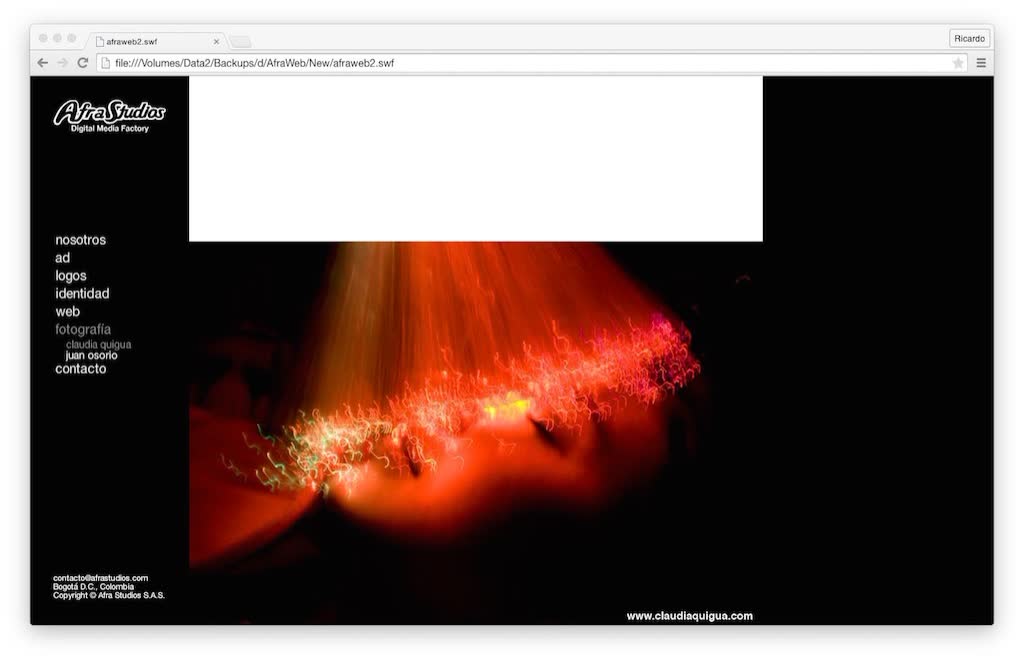 afraweb2.swf
Ricardo
file:///Volumes/Data2/Backups/d/AfraWeb/New/afraweb2.swf
AfraStudios
Digital Media Factory
nosotros
ad
logos
identidad
web
fotografía
claudia quigua
juan osorio
contacto
contacto@afrastudios.com
Bogotá D.C., Colombia
Copyright © Afra Studios S.A.S.
www.claudiaquigua.com